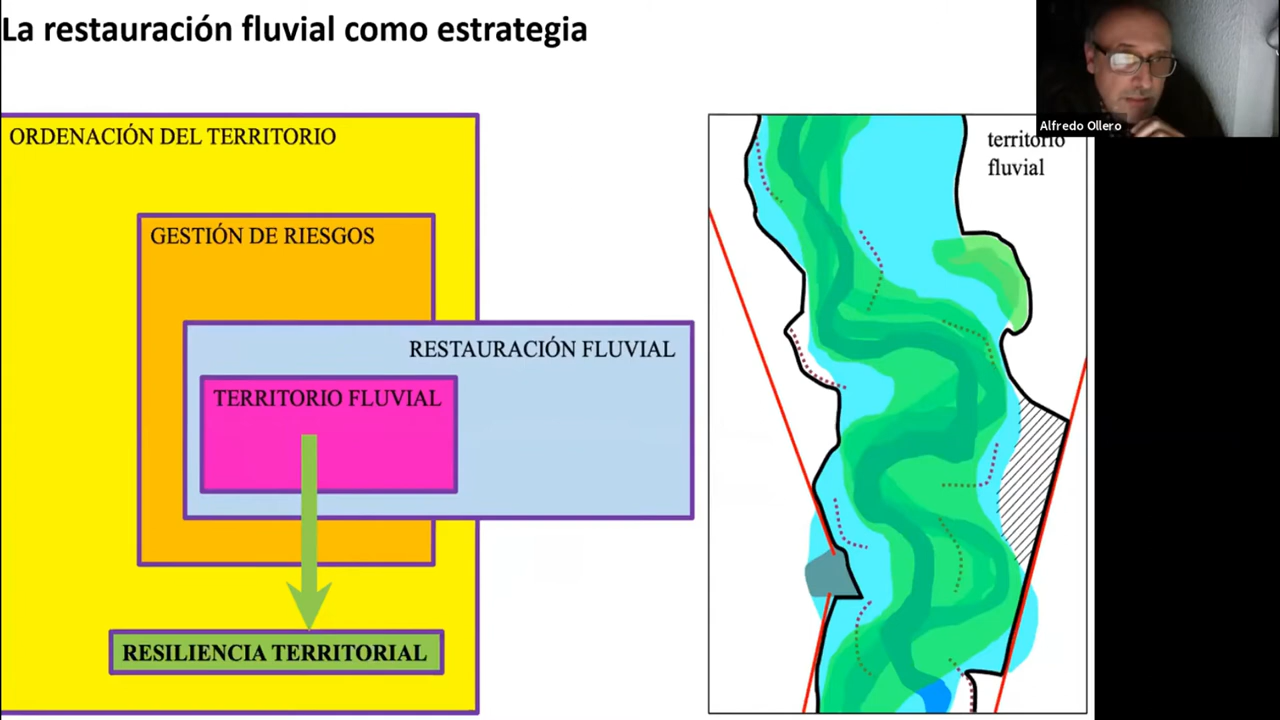 La restauración fluvial como estrategia
Alfredo Ollero
ORDENACIÓN DEL TERRITORIO
territorio
fluvial
GESTIÓN DE RIESGOS
RESTAURACIÓN FLUVIAL
TERRITORIO FLUVIAL
RESILIENCIA TERRITORIAL